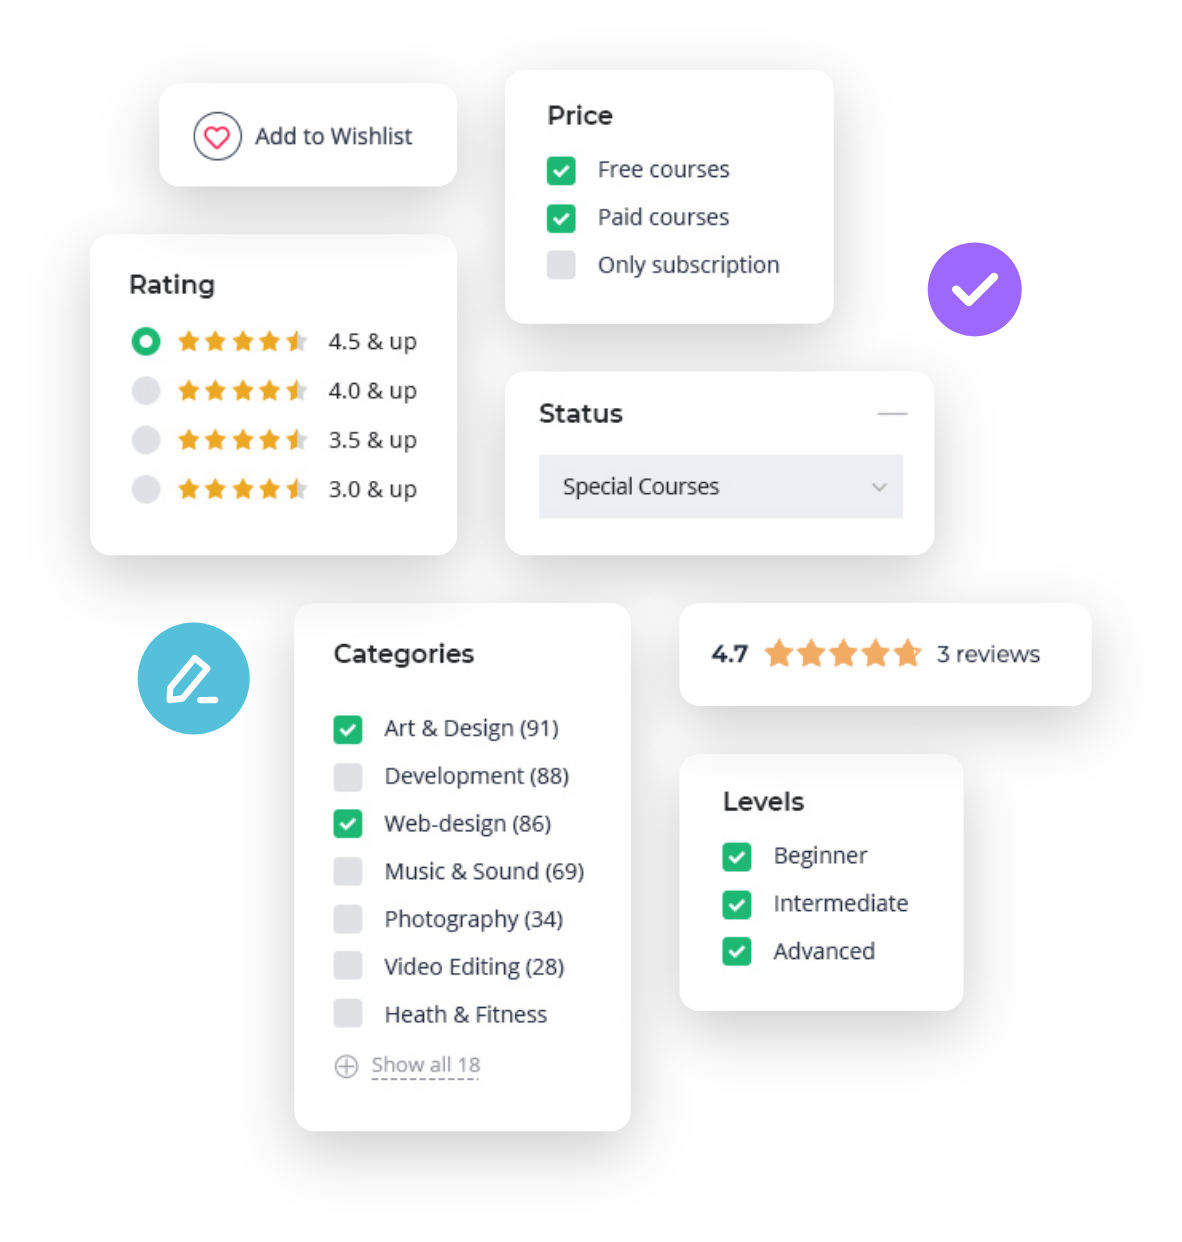 Add to Wishlist
Price
Free courses
Paid courses
Only subscription
Rating
4.5 & up
4.0 & up
3.5 & up
3.0 & up
Status
Special Courses
Categories
Art & Design (91)
Development (88)
Web-design (86)
Music & Sound (69)
Photography (34)
Video Editing (28)
Heath & Fitness
Show all 18
4.7 3 reviews
Levels
Beginner
Intermediate
Advanced